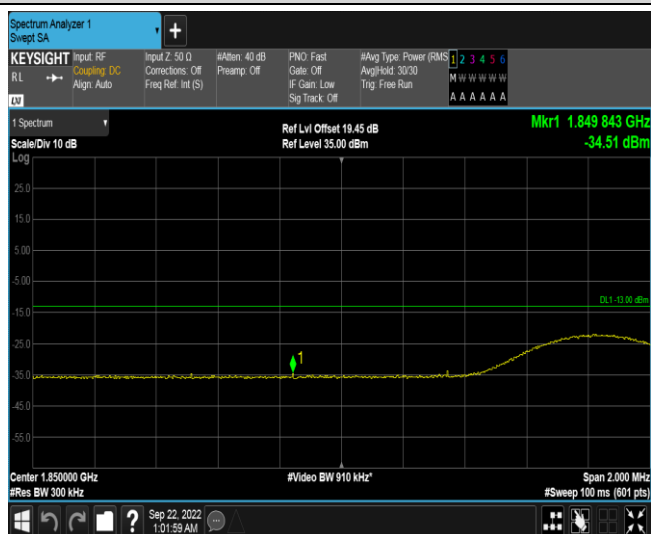 Spectrum Analyzer 1
Swept SA
+
KEYSIGHT
RL
LXI
Input: RF
Coupling: DC
Align: Auto
Input Z: 50 Ω
Corrections: Off
Freq Ref: Int (S)
#Atten: 40 dB
Preamp: Off
PNO: Fast
Gate: Off
IF Gain: Low
Sig Track: Off
#Avg Type: Power (RMS
Avg|Hold: 30/30
Trig: Free Run
1 2 3 4 5 6
M W W W W W
A A A A A A
1 Spectrum
Scale/Div 10 dB
Log
Ref Lvl Offset 19.45 dB
Ref Level 35.00 dBm
Mkr1 1.849 843 GHz
-34.51 dBm
25.0
15.0
5.00
-5.00
-15.0
-25.0
-35.0
-45.0
-55.0
DL1 -13.00 dBm
1
Center 1.850000 GHz
#Res BW 300 kHz
#Video BW 910 kHz*
Span 2.000 MHz
#Sweep 100 ms (601 pts)
?
Sep 22, 2022
1:01:59 AM